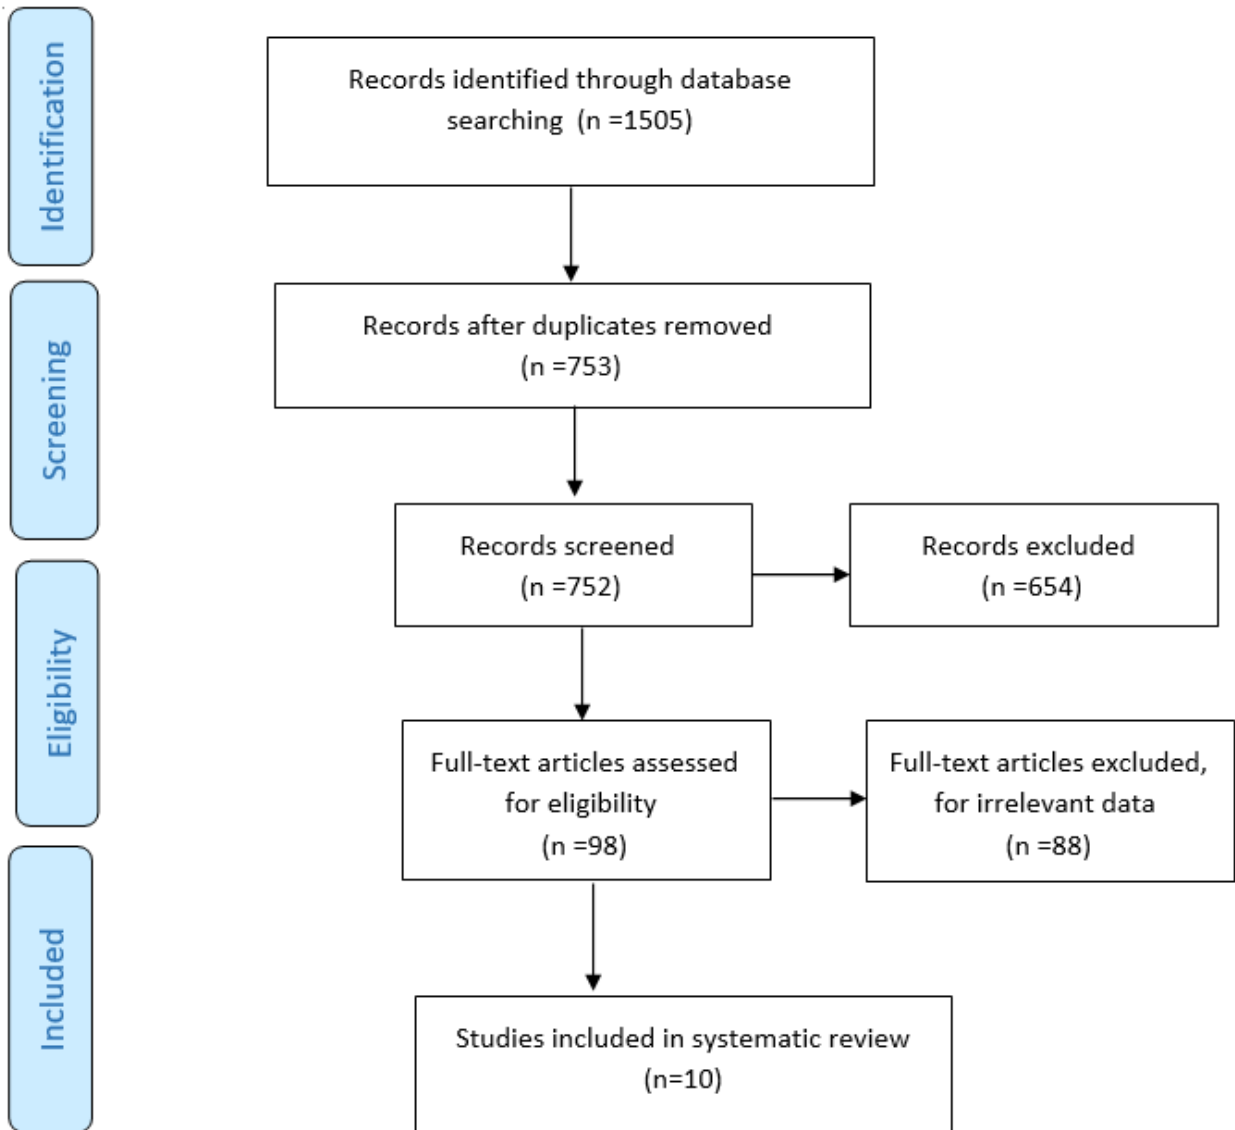 Identification
Records identified through database
searching  (n =1505)
Screening
Records after duplicates removed
(n =753)
Records screened
(n =752)
Records excluded
(n =654)
Eligibility
Full-text articles assessed
for eligibility
(n =98)
Full-text articles excluded,
for irrelevant data
(n =88)
Included
Studies included in systematic review
(n=10)